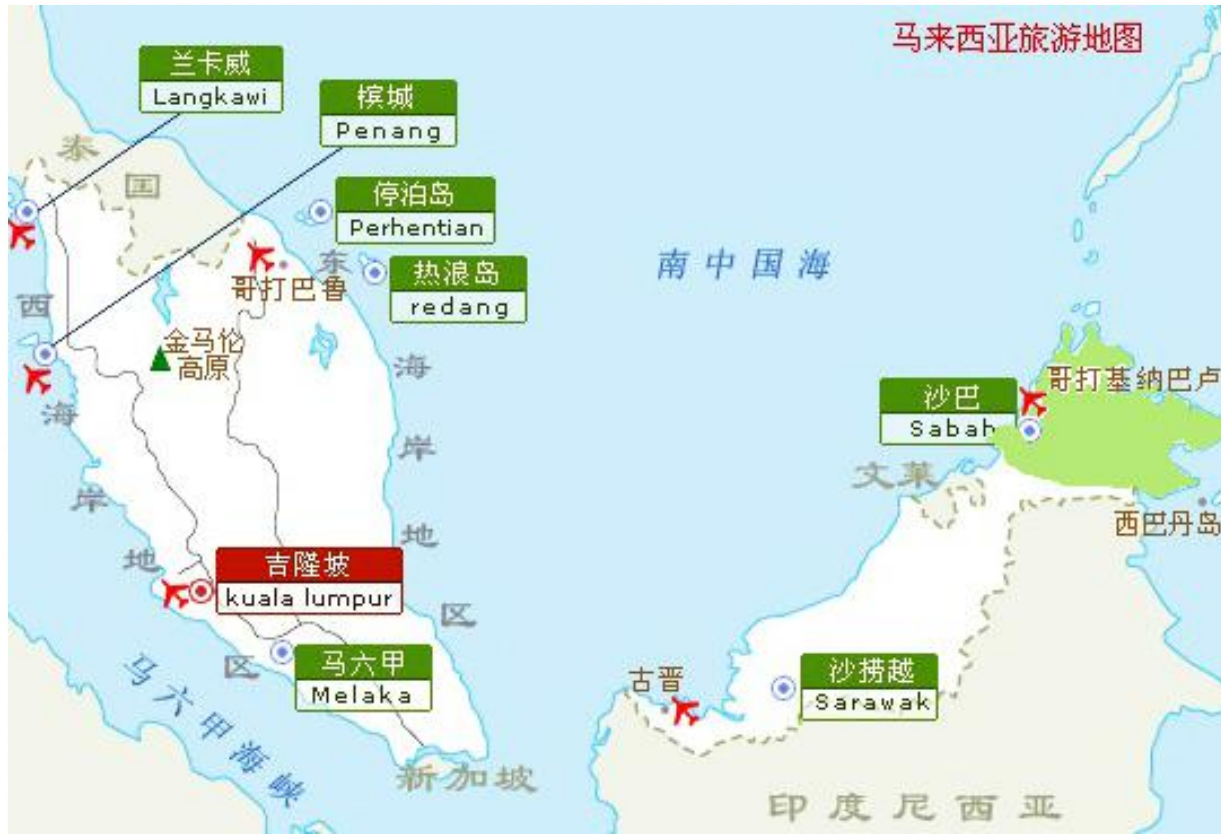 马来西亚旅游地图
兰卡威
Langkawi
槟城
Penang
泰国
停泊岛
Perhentian
热浪岛
redang
哥打巴鲁
金马伦
高原
西海岸地区
东海岸地区
南中国海
沙巴
Sabah
哥打基纳巴卢
文莱
西巴丹岛
吉隆坡
kuala lumpur
马六甲
Melaka
马六甲海峡
新加坡
古晋
沙捞越
Sarawak
印度尼西亚